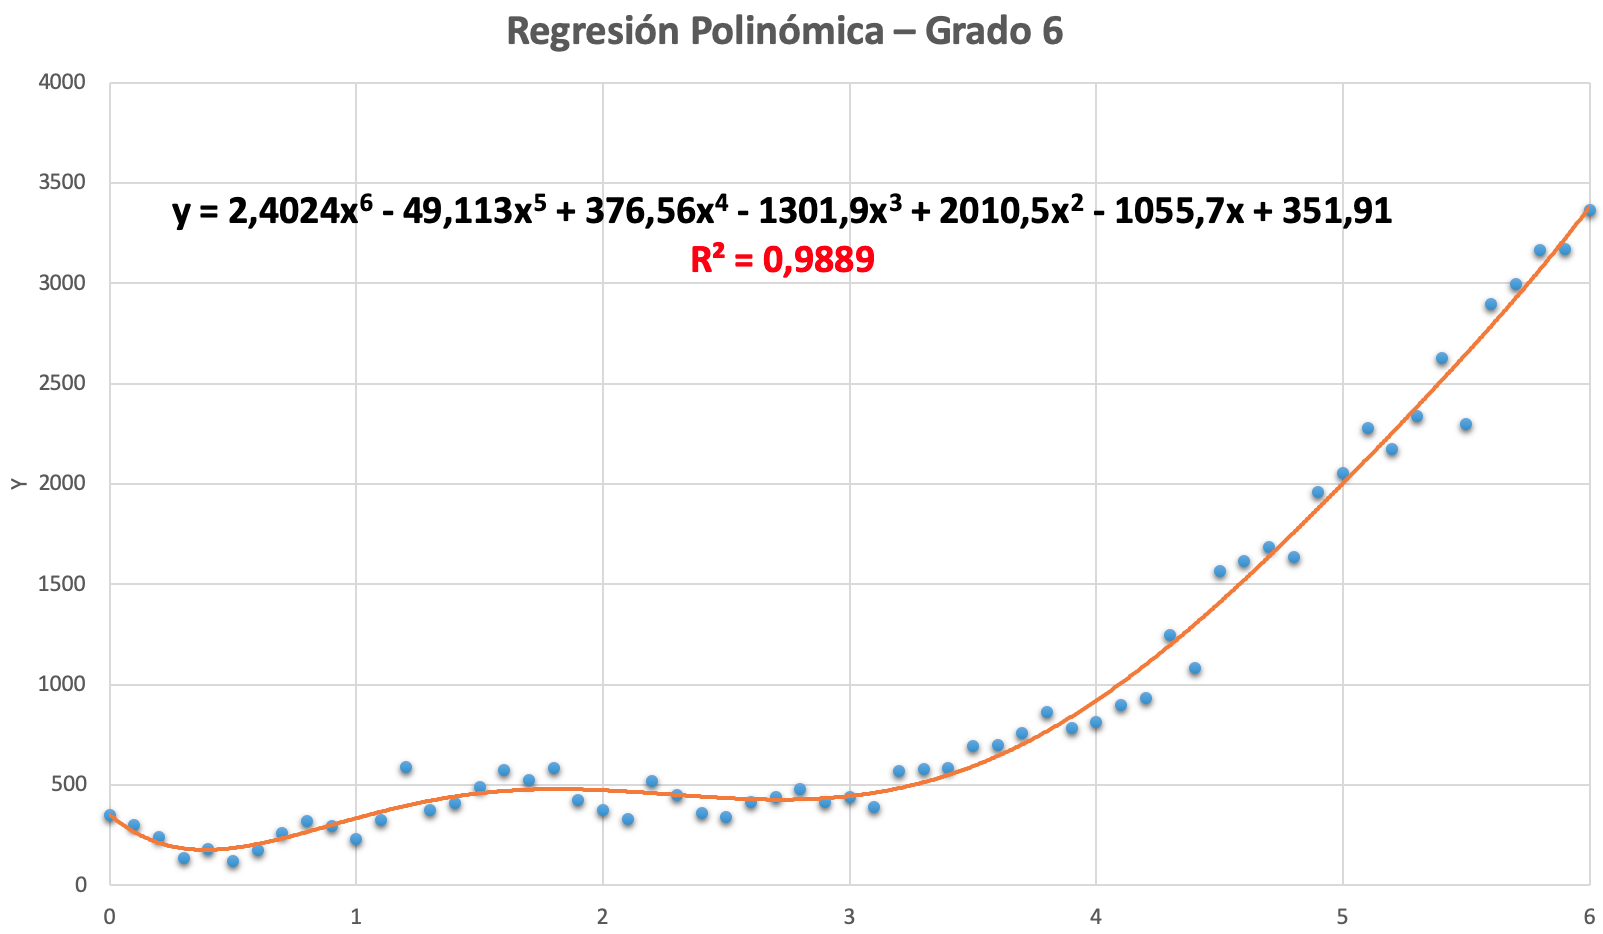 Regresión Polinómica – Grado 6
4000
3500
y = 2,4024x⁶ - 49,113x⁵ + 376,56x⁴ - 1301,9x³ + 2010,5x² - 1055,7x + 351,91
R² = 0,9889
3000
2500
Y
2000
1500
1000
500
0
0 1 2 3 4 5 6